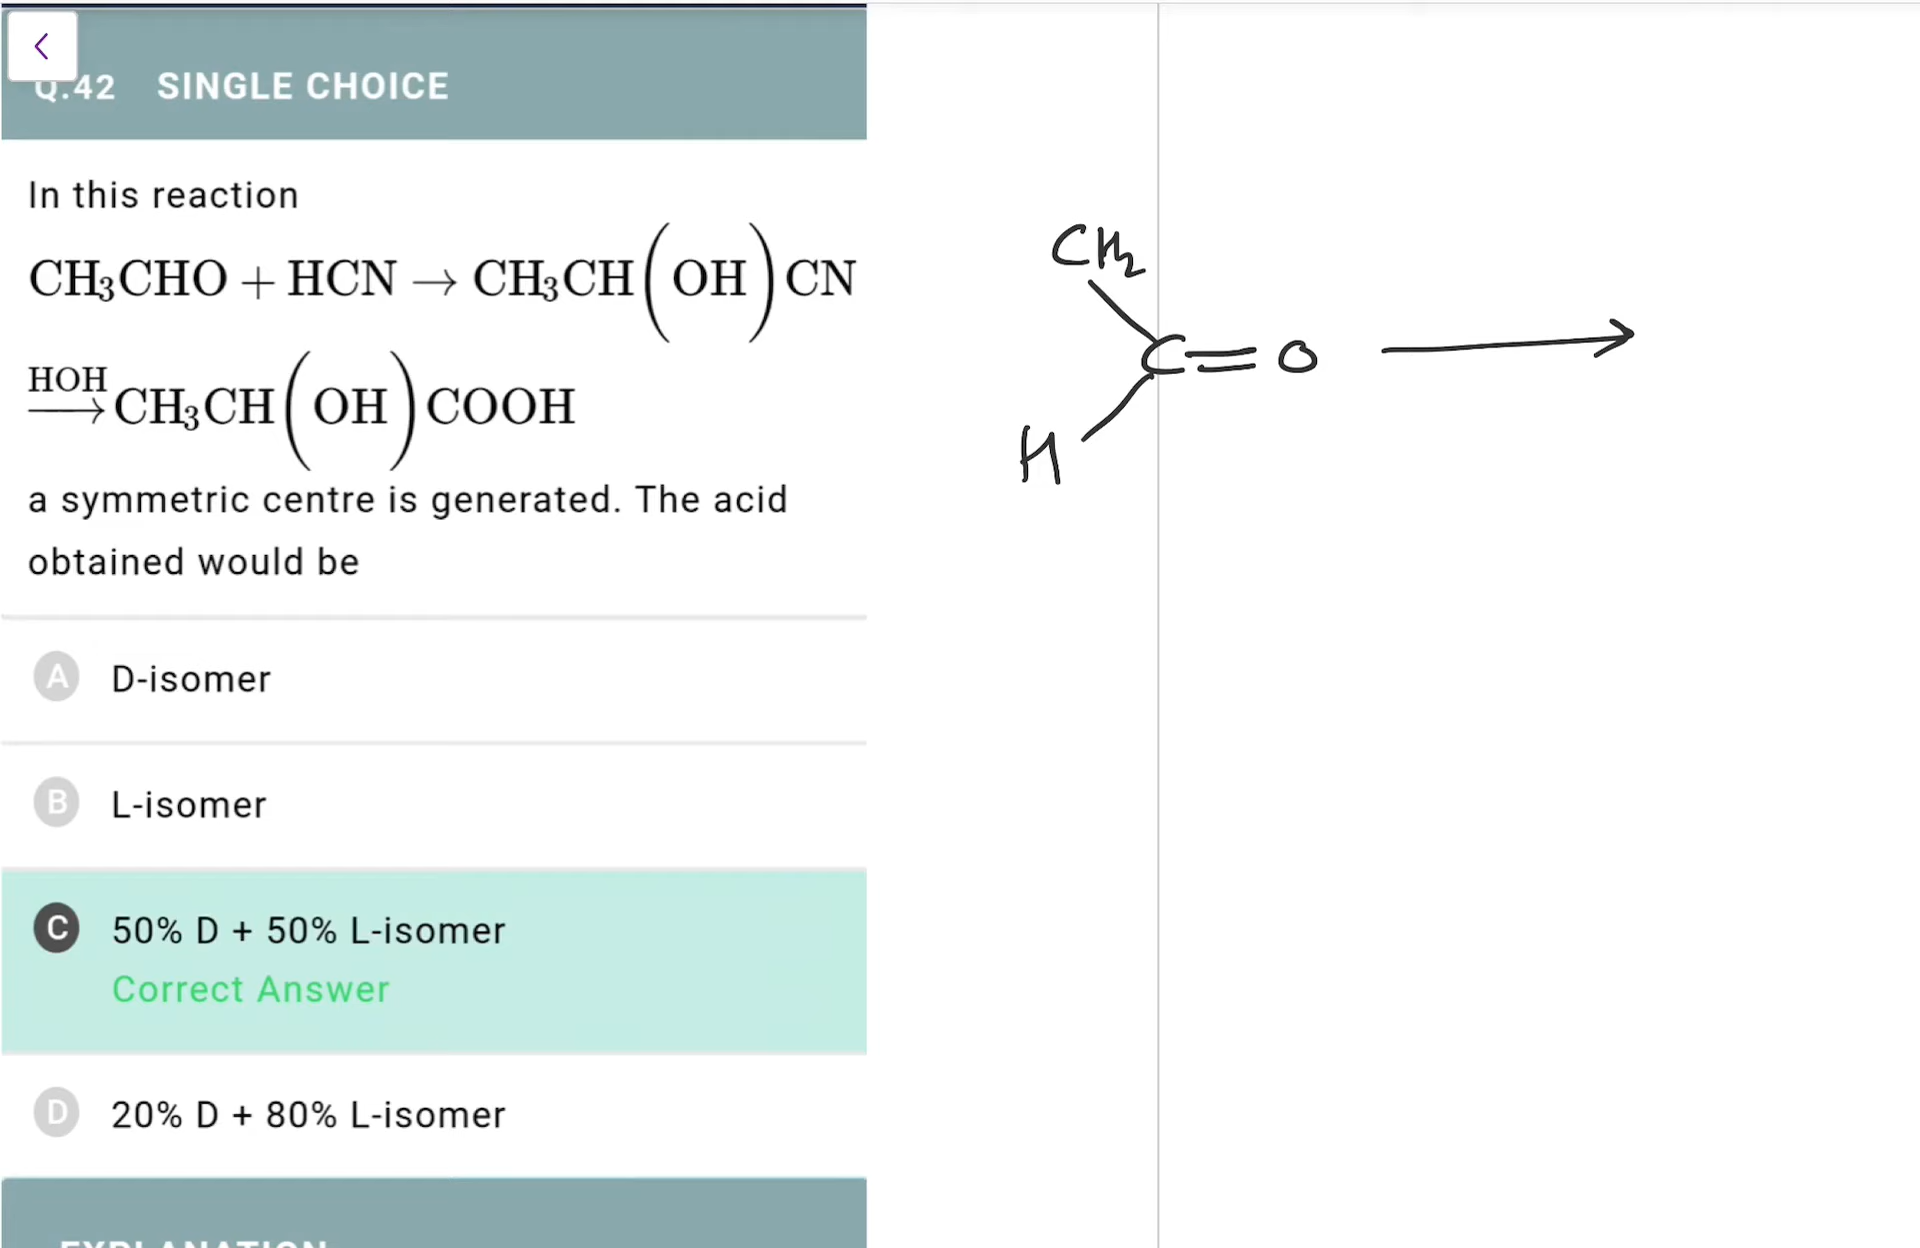 Q.42 SINGLE CHOICE
In this reaction
CH₃CHO + HCN → CH₃CH(OH)CN
HOH
⟶ CH₃CH(OH)COOH
a symmetric centre is generated. The acid
obtained would be
A D-isomer
B L-isomer
C 50% D + 50% L-isomer
Correct Answer
D 20% D + 80% L-isomer
EXPLANATION
CH₂
C=O
H